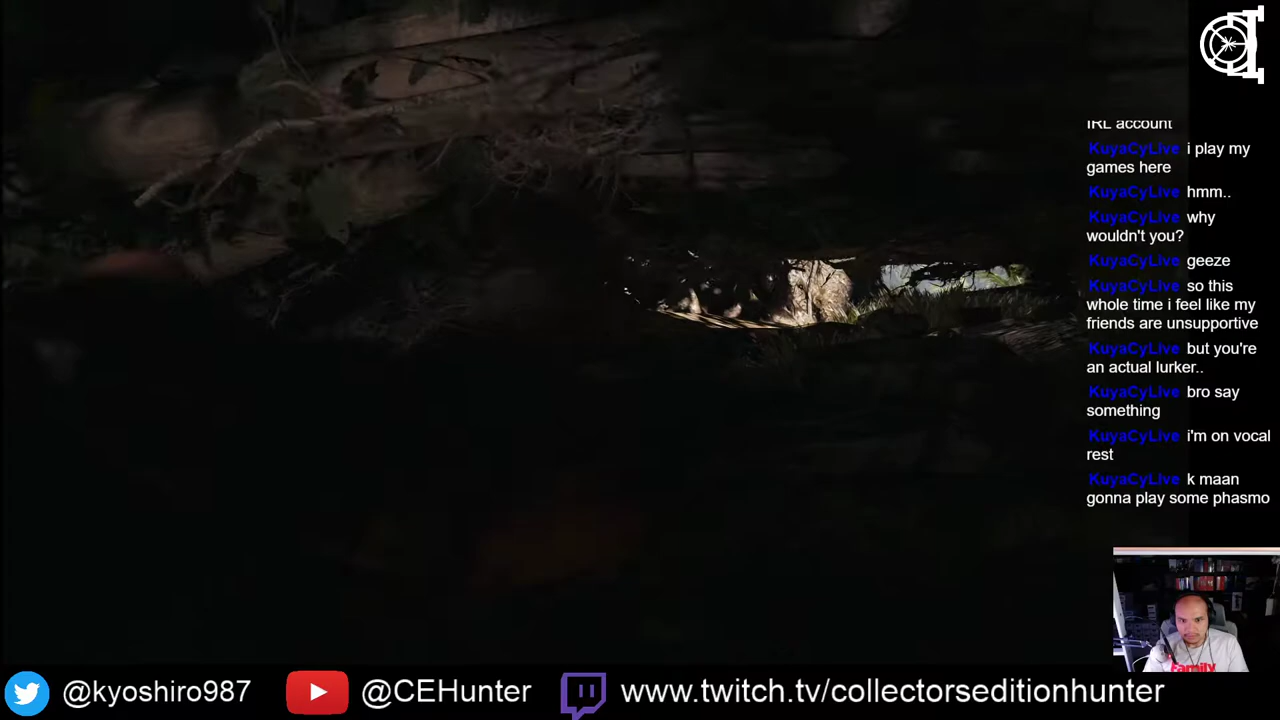 IRL account
KuyaCyLive i play my
games here
KuyaCyLive hmm..
KuyaCyLive why
wouldn't you?
KuyaCyLive geeze
KuyaCyLive so this
whole time i feel like my
friends are unsupportive
KuyaCyLive but you're
an actual lurker..
KuyaCyLive bro say
something
KuyaCyLive i'm on vocal
rest
KuyaCyLive k maan
gonna play some phasmo
Family
@kyoshiro987 @CEHunter www.twitch.tv/collectorseditionhunter